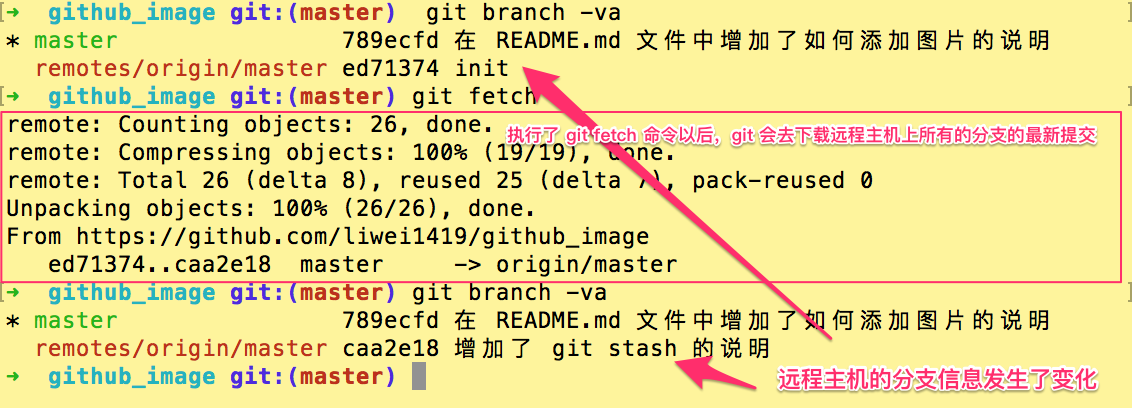 → github_image git:(master) git branch -va
* master 789ecfd 在 README.md 文件中增加了如何添加图片的说明
remotes/origin/master ed71374 init
→ github_image git:(master) git fetch
remote: Counting objects: 26, done.
执行了 git fetch 命令以后，git 会去下载远程主机上所有的分支的最新提交
remote: Compressing objects: 100% (19/19), done.
remote: Total 26 (delta 8), reused 25 (delta 7), pack-reused 0
Unpacking objects: 100% (26/26), done.
From https://github.com/liwei1419/github_image
ed71374..caa2e18 master -> origin/master
→ github_image git:(master) git branch -va
* master 789ecfd 在 README.md 文件中增加了如何添加图片的说明
remotes/origin/master caa2e18 增加了 git stash 的说明
→ github_image git:(master)
远程主机的分支信息发生了变化